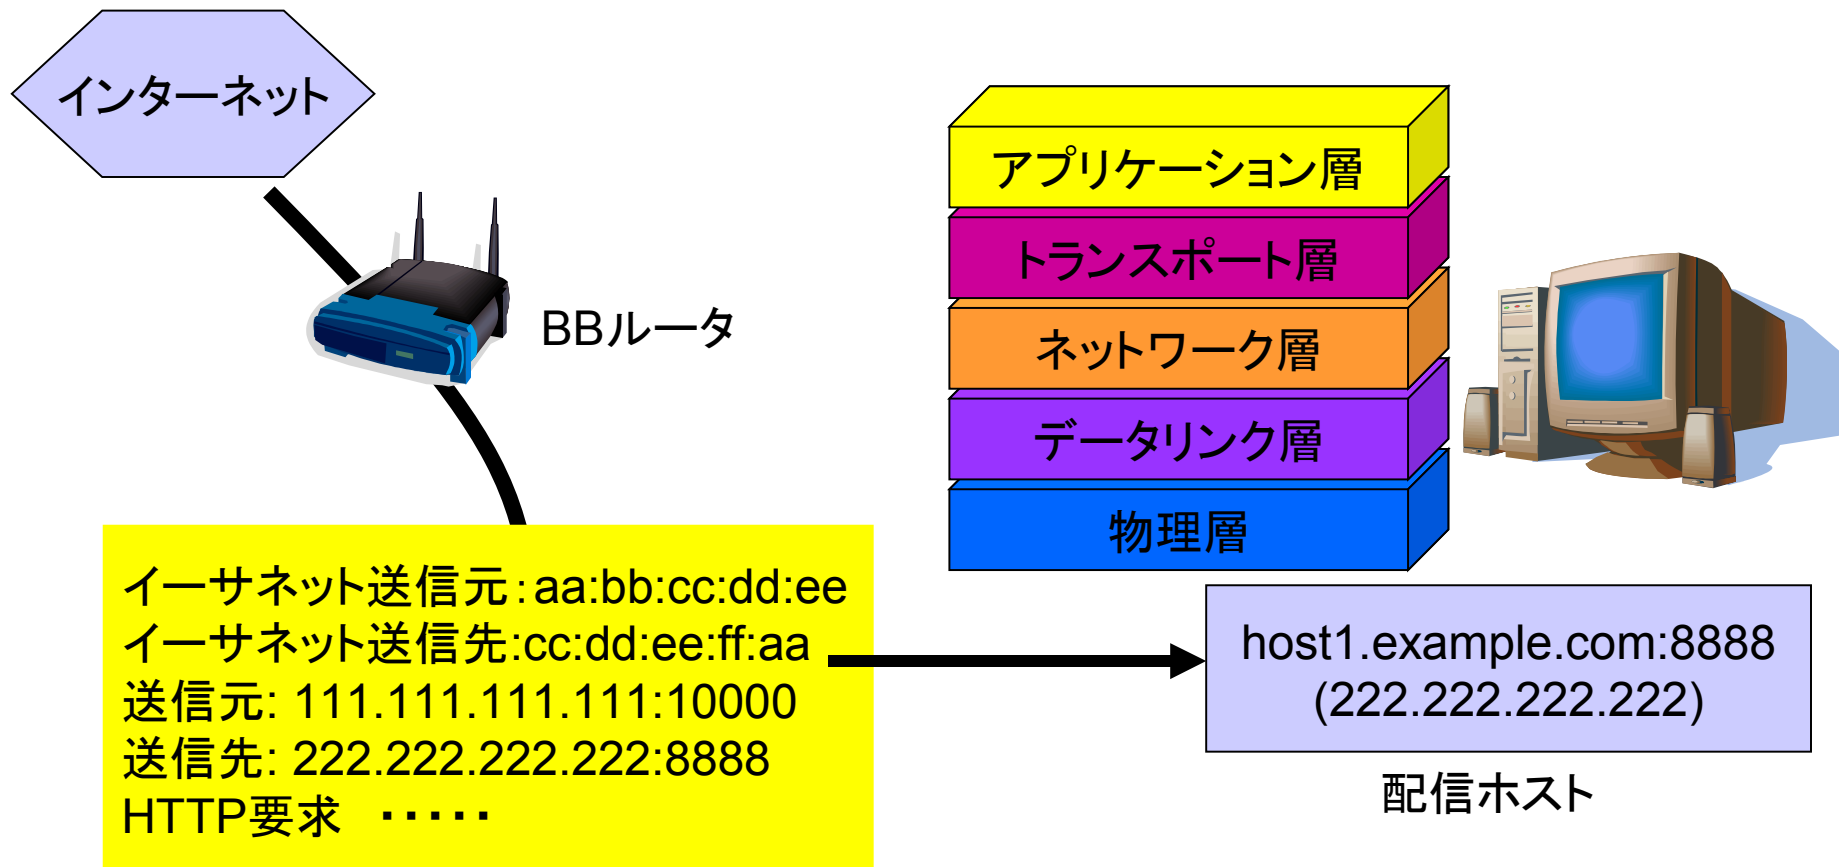 インターネット
BBルータ
アプリケーション層
トランスポート層
ネットワーク層
データリンク層
物理層
イーサネット送信元：aa:bb:cc:dd:ee
イーサネット送信先:cc:dd:ee:ff:aa
送信元: 111.111.111.111:10000
送信先: 222.222.222.222:8888
HTTP要求　・・・・・
host1.example.com:8888
(222.222.222.222)
配信ホスト